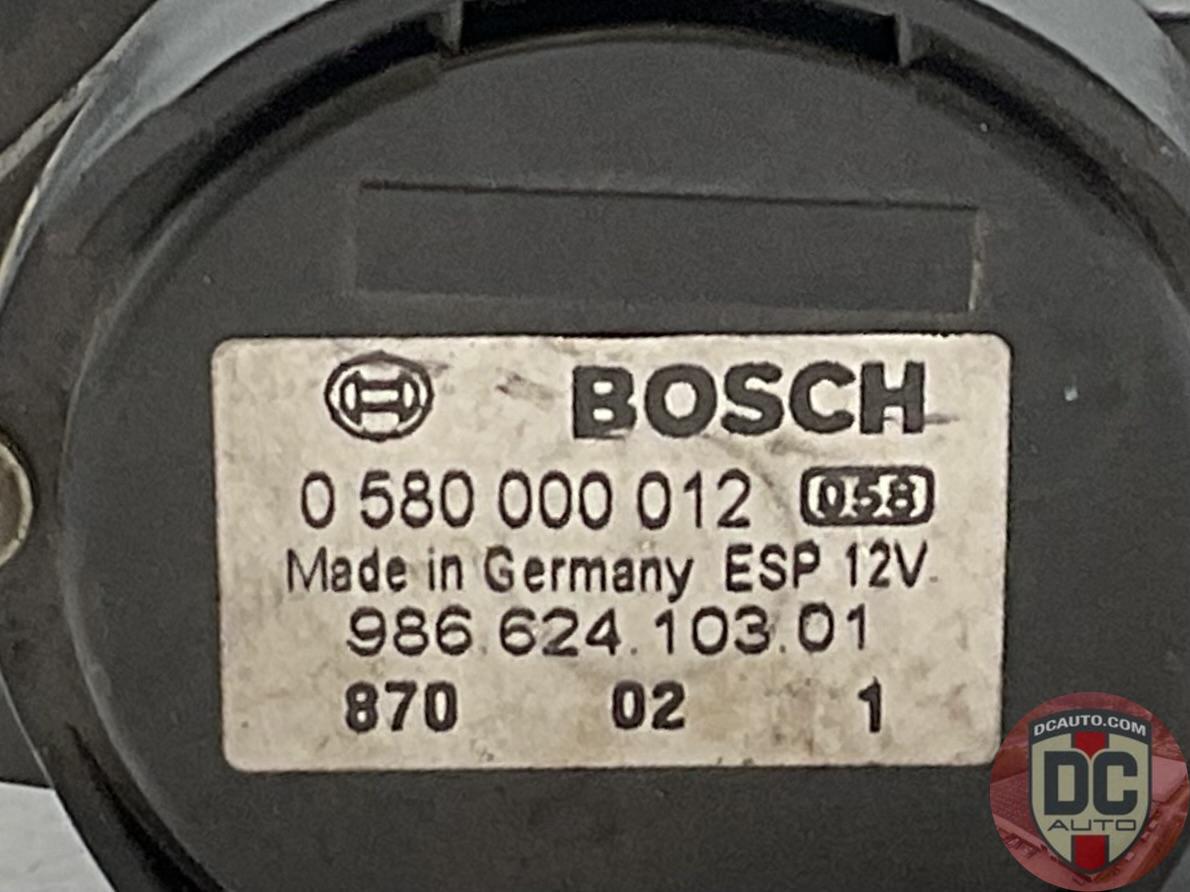 BOSCH
0 580 000 012 058
Made in Germany ESP 12V
986.624.103.01
870 02 1
DCAUTO.COM
DC
AUTO